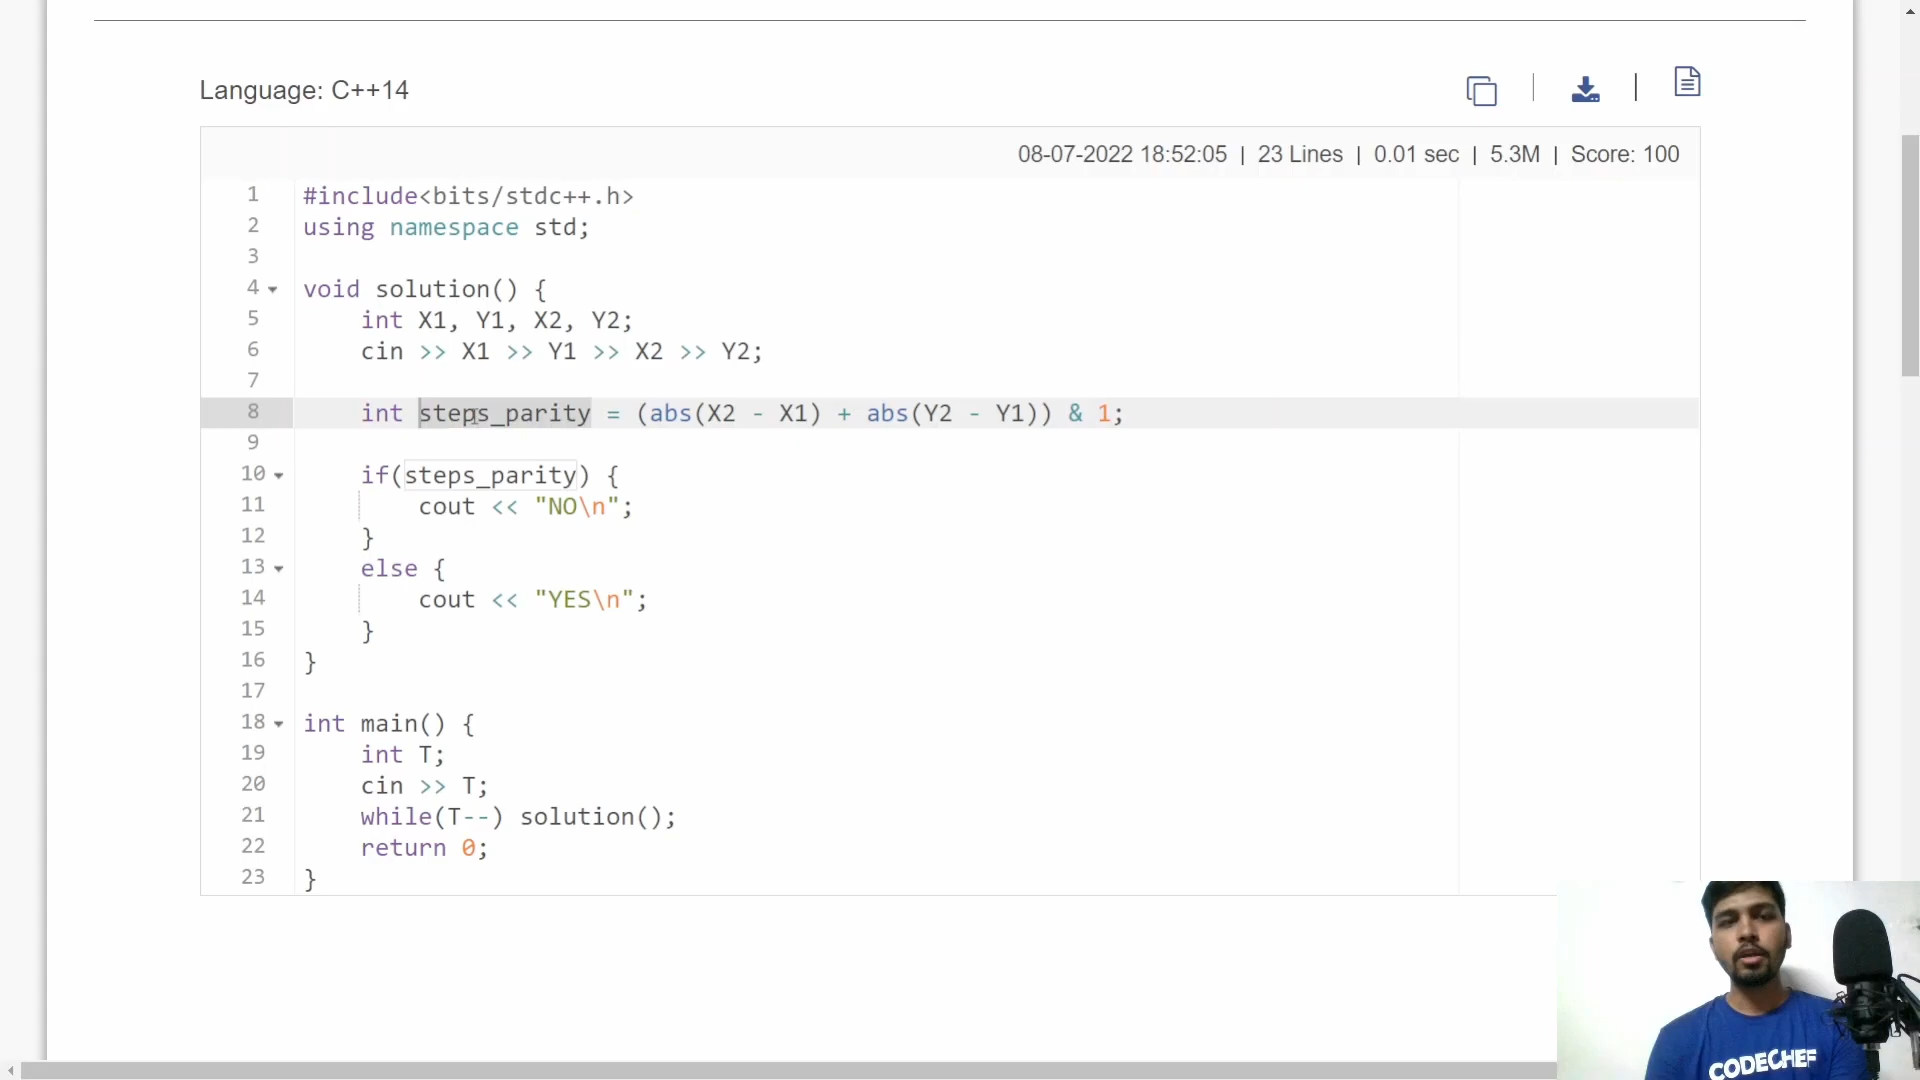 Language: C++14
08-07-2022 18:52:05 | 23 Lines | 0.01 sec | 5.3M | Score: 100
1 #include<bits/stdc++.h>
2 using namespace std;
3
4 void solution() {
5     int X1, Y1, X2, Y2;
6     cin >> X1 >> Y1 >> X2 >> Y2;
7
8     int steps_parity = (abs(X2 - X1) + abs(Y2 - Y1)) & 1;
9
10     if(steps_parity) {
11         cout << "NO\n";
12     }
13     else {
14         cout << "YES\n";
15     }
16 }
17
18 int main() {
19     int T;
20     cin >> T;
21     while(T--) solution();
22     return 0;
23 }
CODECHEF